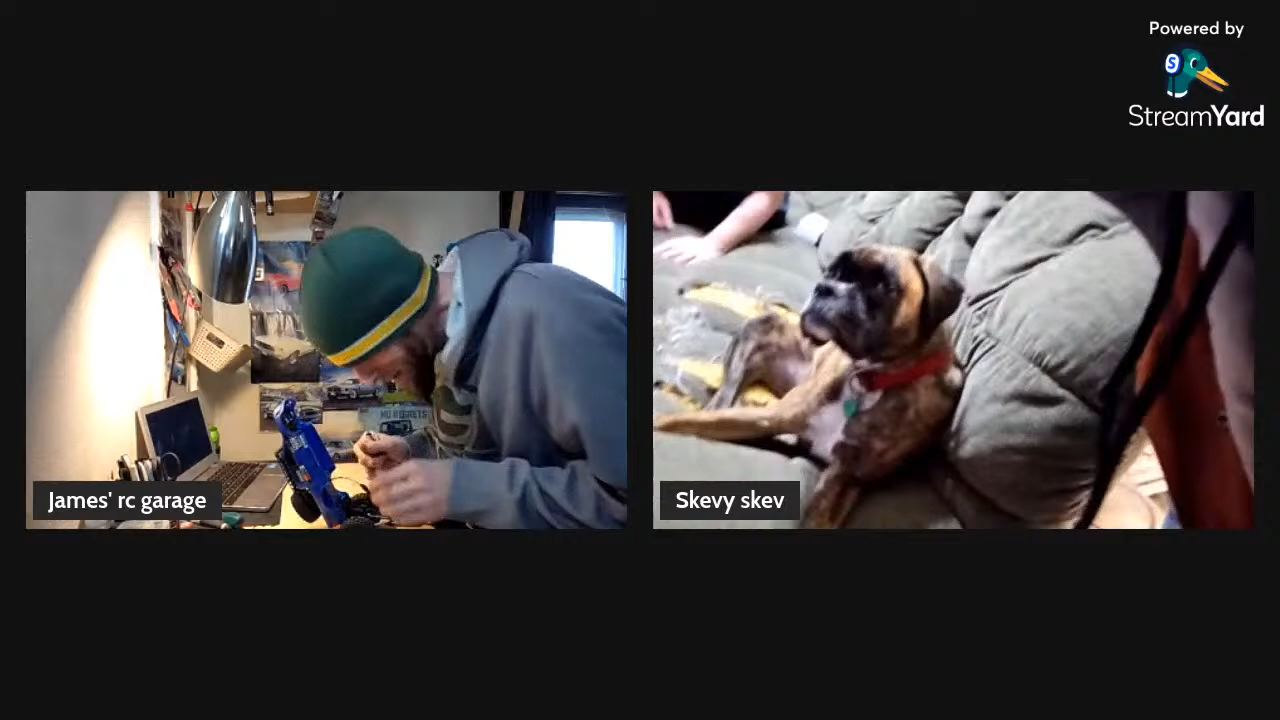 Powered by
S
StreamYard
NO REGRETS
James' rc garage
Skevy skev